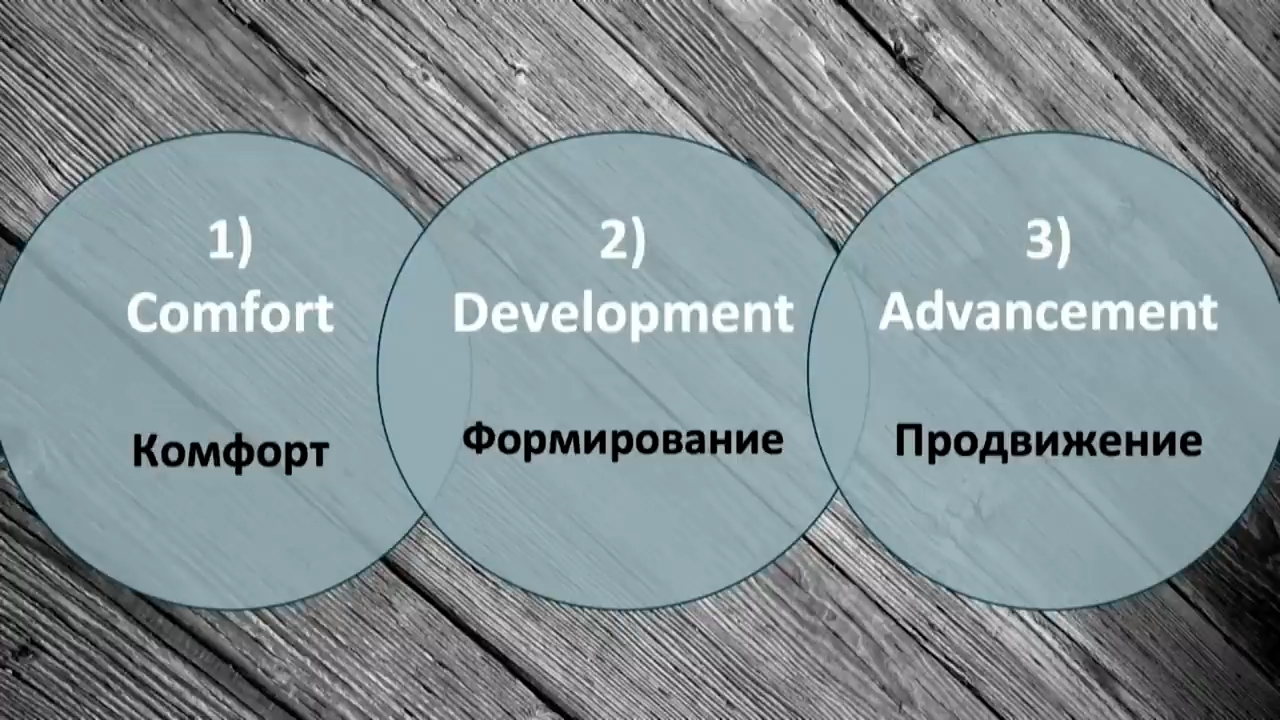 1)
Comfort
Комфорт
2)
Development
Формирование
3)
Advancement
Продвижение